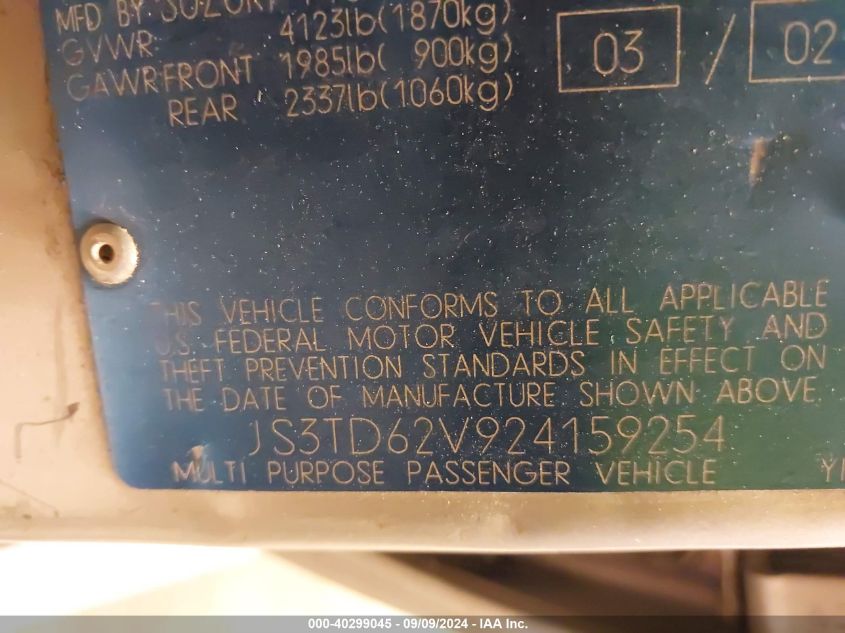 MFD BY: SUZUKI
GVWR: 4123lb(1870kg)
GAWR:FRONT 1985lb( 900kg)
REAR 2337lb(1060kg)
03 / 02
THIS VEHICLE CONFORMS TO ALL APPLICABLE
U.S. FEDERAL MOTOR VEHICLE SAFETY AND
THEFT PREVENTION STANDARDS IN EFFECT ON
THE DATE OF MANUFACTURE SHOWN ABOVE.
JS3TD62V924159254
MULTI PURPOSE PASSENGER VEHICLE
000-40299045 - 09/09/2024 - IAA Inc.